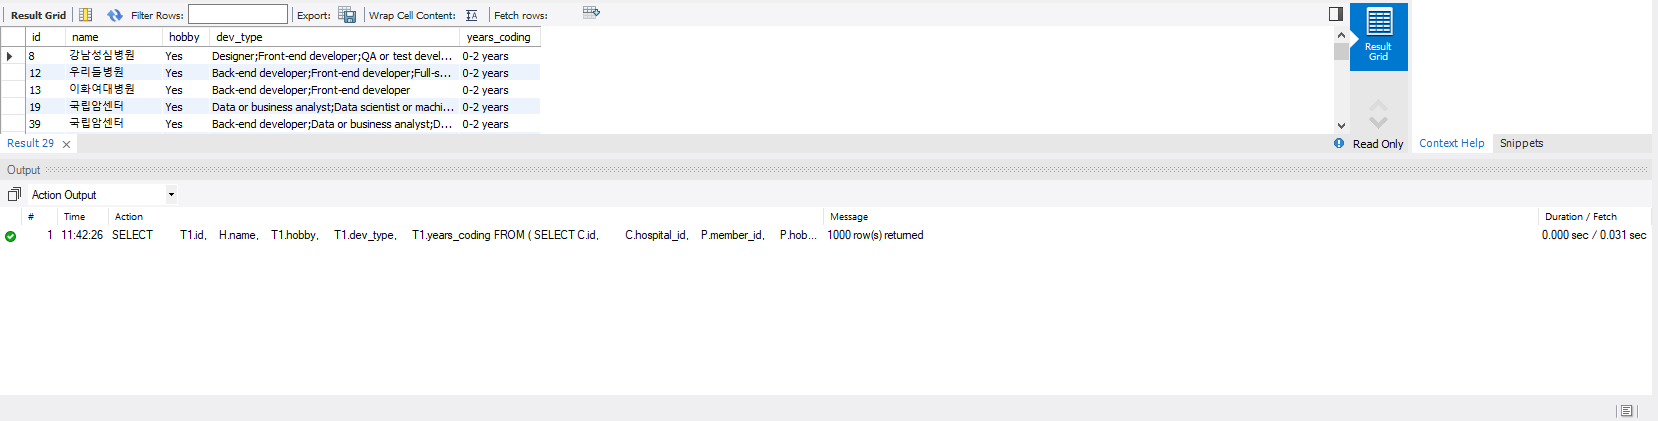 Result Grid Filter Rows: Export: Wrap Cell Content: Fetch rows:
id name hobby dev_type years_coding
8 강남성심병원 Yes Designer;Front-end developer;QA or test devel... 0-2 years
12 우리들병원 Yes Back-end developer;Front-end developer;Full-s... 0-2 years
13 이화여대병원 Yes Back-end developer;Front-end developer 0-2 years
19 국립암센터 Yes Data or business analyst;Data scientist or machi... 0-2 years
39 국립암센터 Yes Back-end developer;Data or business analyst;D... 0-2 years
Result
Grid
Result 29 Read Only Context Help Snippets
Output
Action Output
# Time Action Message Duration / Fetch
1 11:42:26 SELECT T1.id, H.name, T1.hobby, T1.dev_type, T1.years_coding FROM ( SELECT C.id, C.hospital_id, P.member_id, P.hob... 1000 row(s) returned 0.000 sec / 0.031 sec